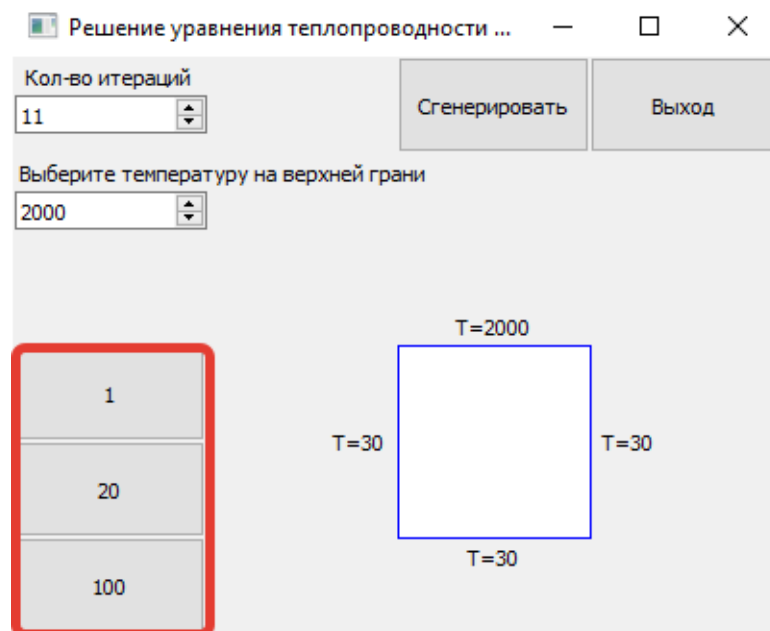 Решение уравнения теплопроводности ...
Кол-во итераций
11
Сгенерировать
Выход
Выберите температуру на верхней грани
2000
T=2000
1
T=30
T=30
20
T=30
100